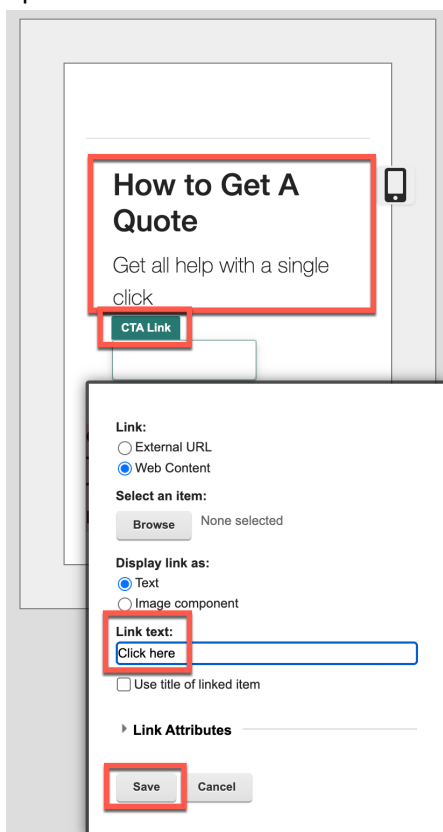 How to Get A
Quote
Get all help with a single
click
CTA Link
Link:
External URL
Web Content
Select an item:
Browse None selected
Display link as:
Text
Image component
Link text:
Click here
Use title of linked item
Link Attributes
Save Cancel